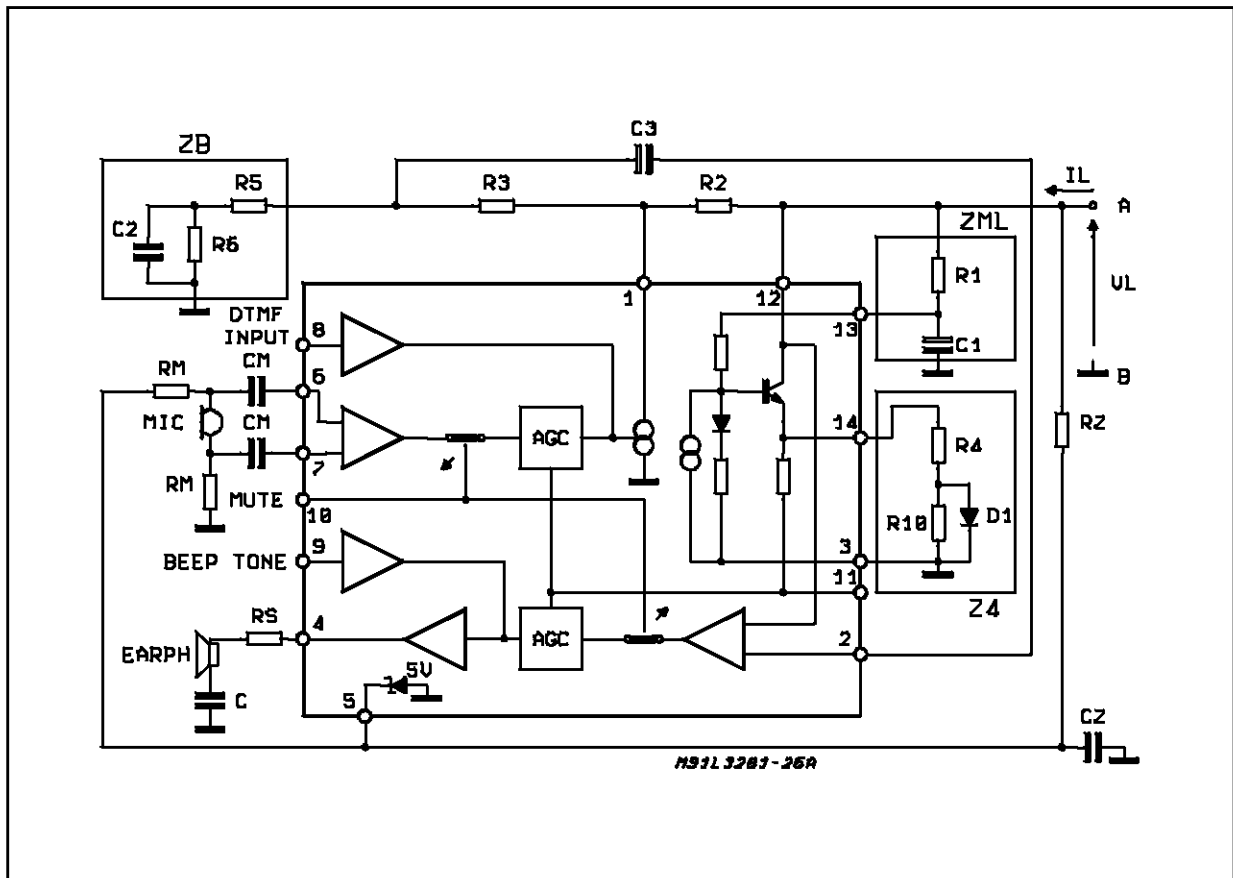 ZB
C3
R5
R3
R2
IL
A
C2
R6
ZML
R1
VL
1
12
13
DTMF
INPUT
8
C1
RM
CM
6
B
MIC
CM
AGC
14
R4
RZ
7
RM
MUTE
10
R10
D1
BEEP TONE
9
3
11
RS
4
AGC
2
Z4
EARPH
5V
C
5
CZ
M91L3281-26A